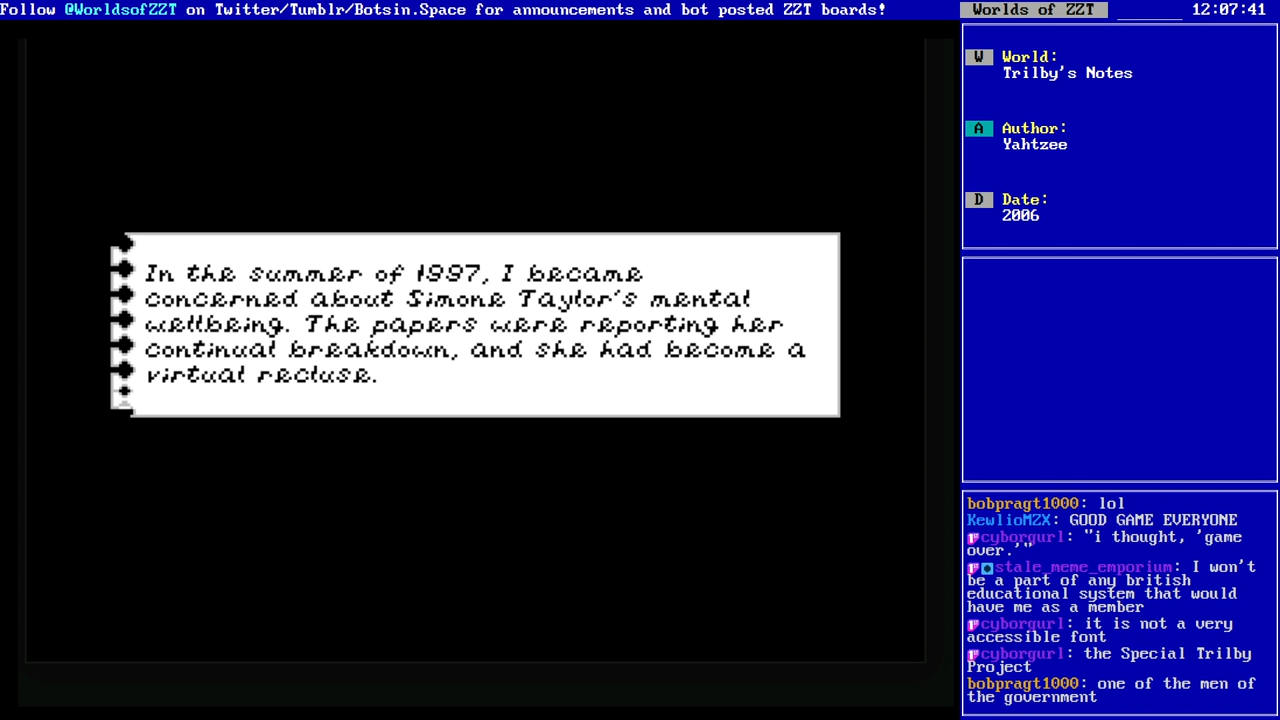 Follow @WorldsofZZT on Twitter/Tumblr/Botsin.Space for announcements and bot posted ZZT boards!
Worlds of ZZT
12:07:41
W World:
Trilby's Notes
A Author:
Yahtzee
D Date:
2006
In the summer of 1997, I became
concerned about Simone Taylor's mental
wellbeing. The papers were reporting her
continual breakdown, and she had become a
virtual recluse.
bobpragt1000: lol
KewlioMZX: GOOD GAME EVERYONE
cyborgurl: "i thought, 'game
over.'"
stale_meme_emporium: I won't
be a part of any british
educational system that would
have me as a member
cyborgurl: it is not a very
accessible font
cyborgurl: the Special Trilby
Project
bobpragt1000: one of the men of
the government